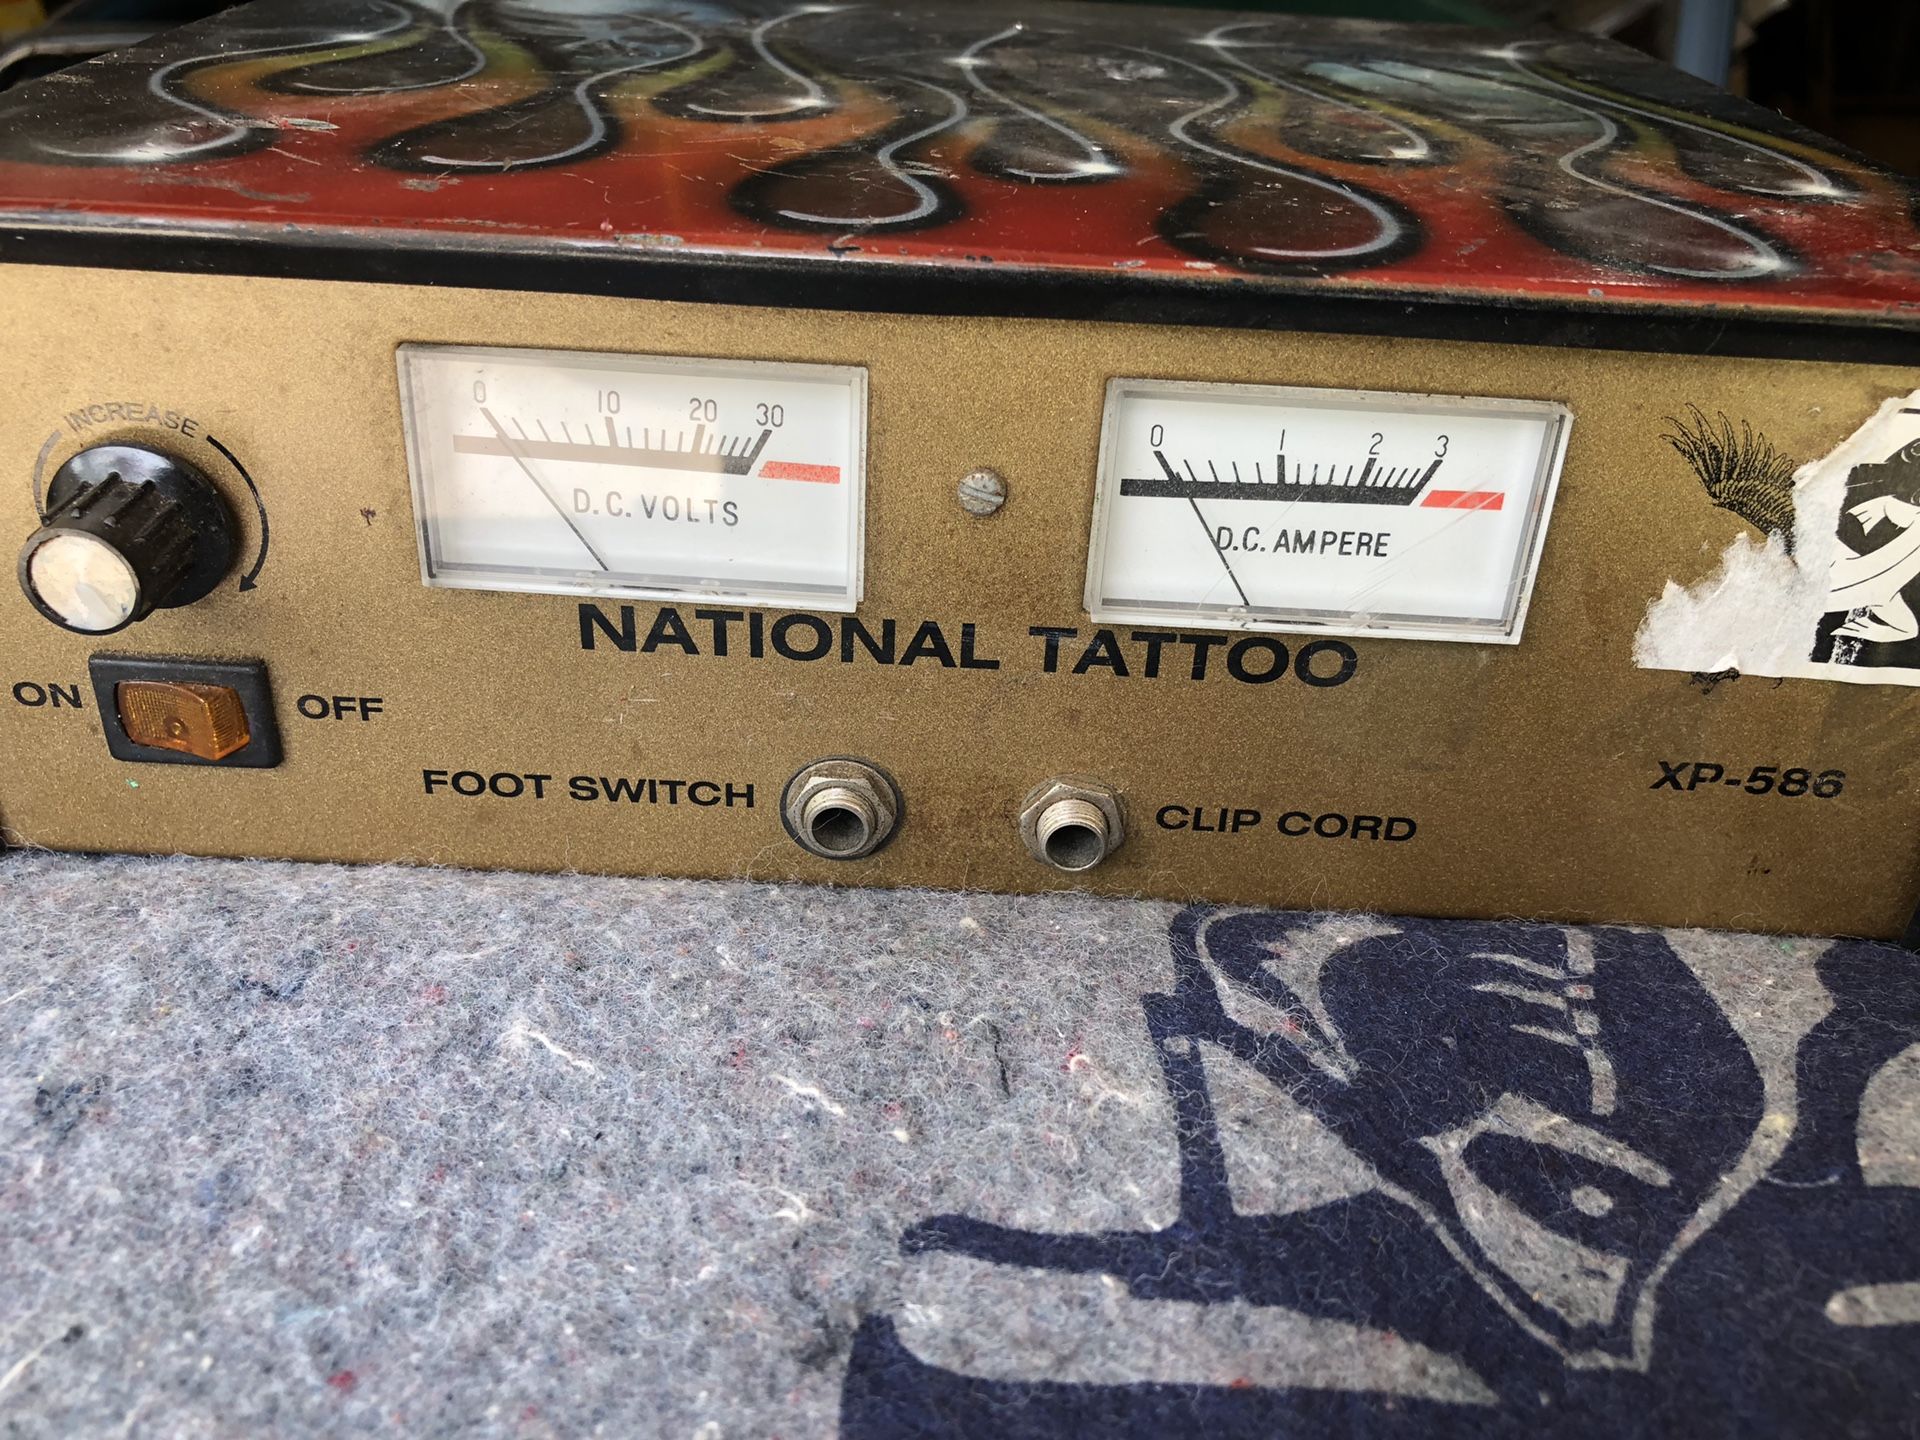 INCREASE
0 10 20 30
D.C. VOLTS
0 1 2 3
D.C. AMPERE
NATIONAL TATTOO
ON OFF
FOOT SWITCH
CLIP CORD
XP-586